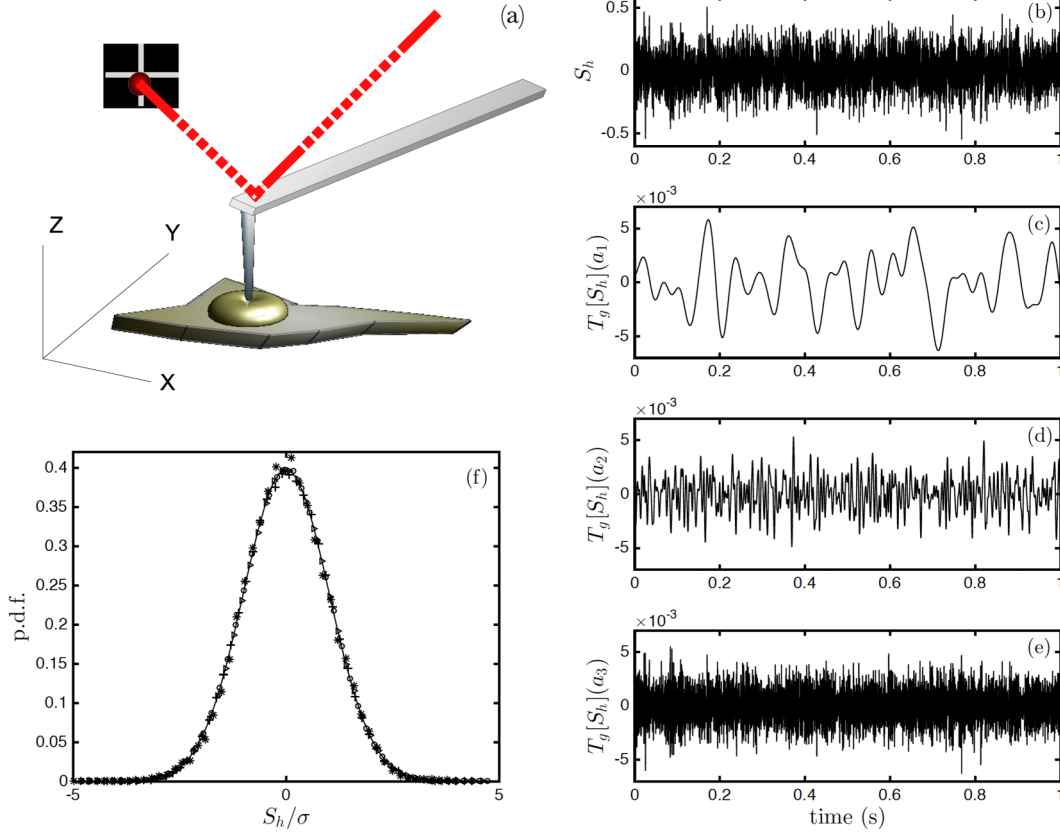 (a)
Z
Y
X
(b)
0.5
0
-0.5
S_h
0 0.2 0.4 0.6 0.8 1
×10⁻³
(c)
5
0
-5
T_g[S_h](a_1)
0 0.2 0.4 0.6 0.8 1
×10⁻³
(d)
5
0
-5
T_g[S_h](a_2)
0 0.2 0.4 0.6 0.8 1
×10⁻³
(e)
5
0
-5
T_g[S_h](a_3)
0 0.2 0.4 0.6 0.8 1
time (s)
(f)
0.4
0.35
0.3
0.25
0.2
0.15
0.1
0.05
0
p.d.f.
-5 0 5
S_h/σ